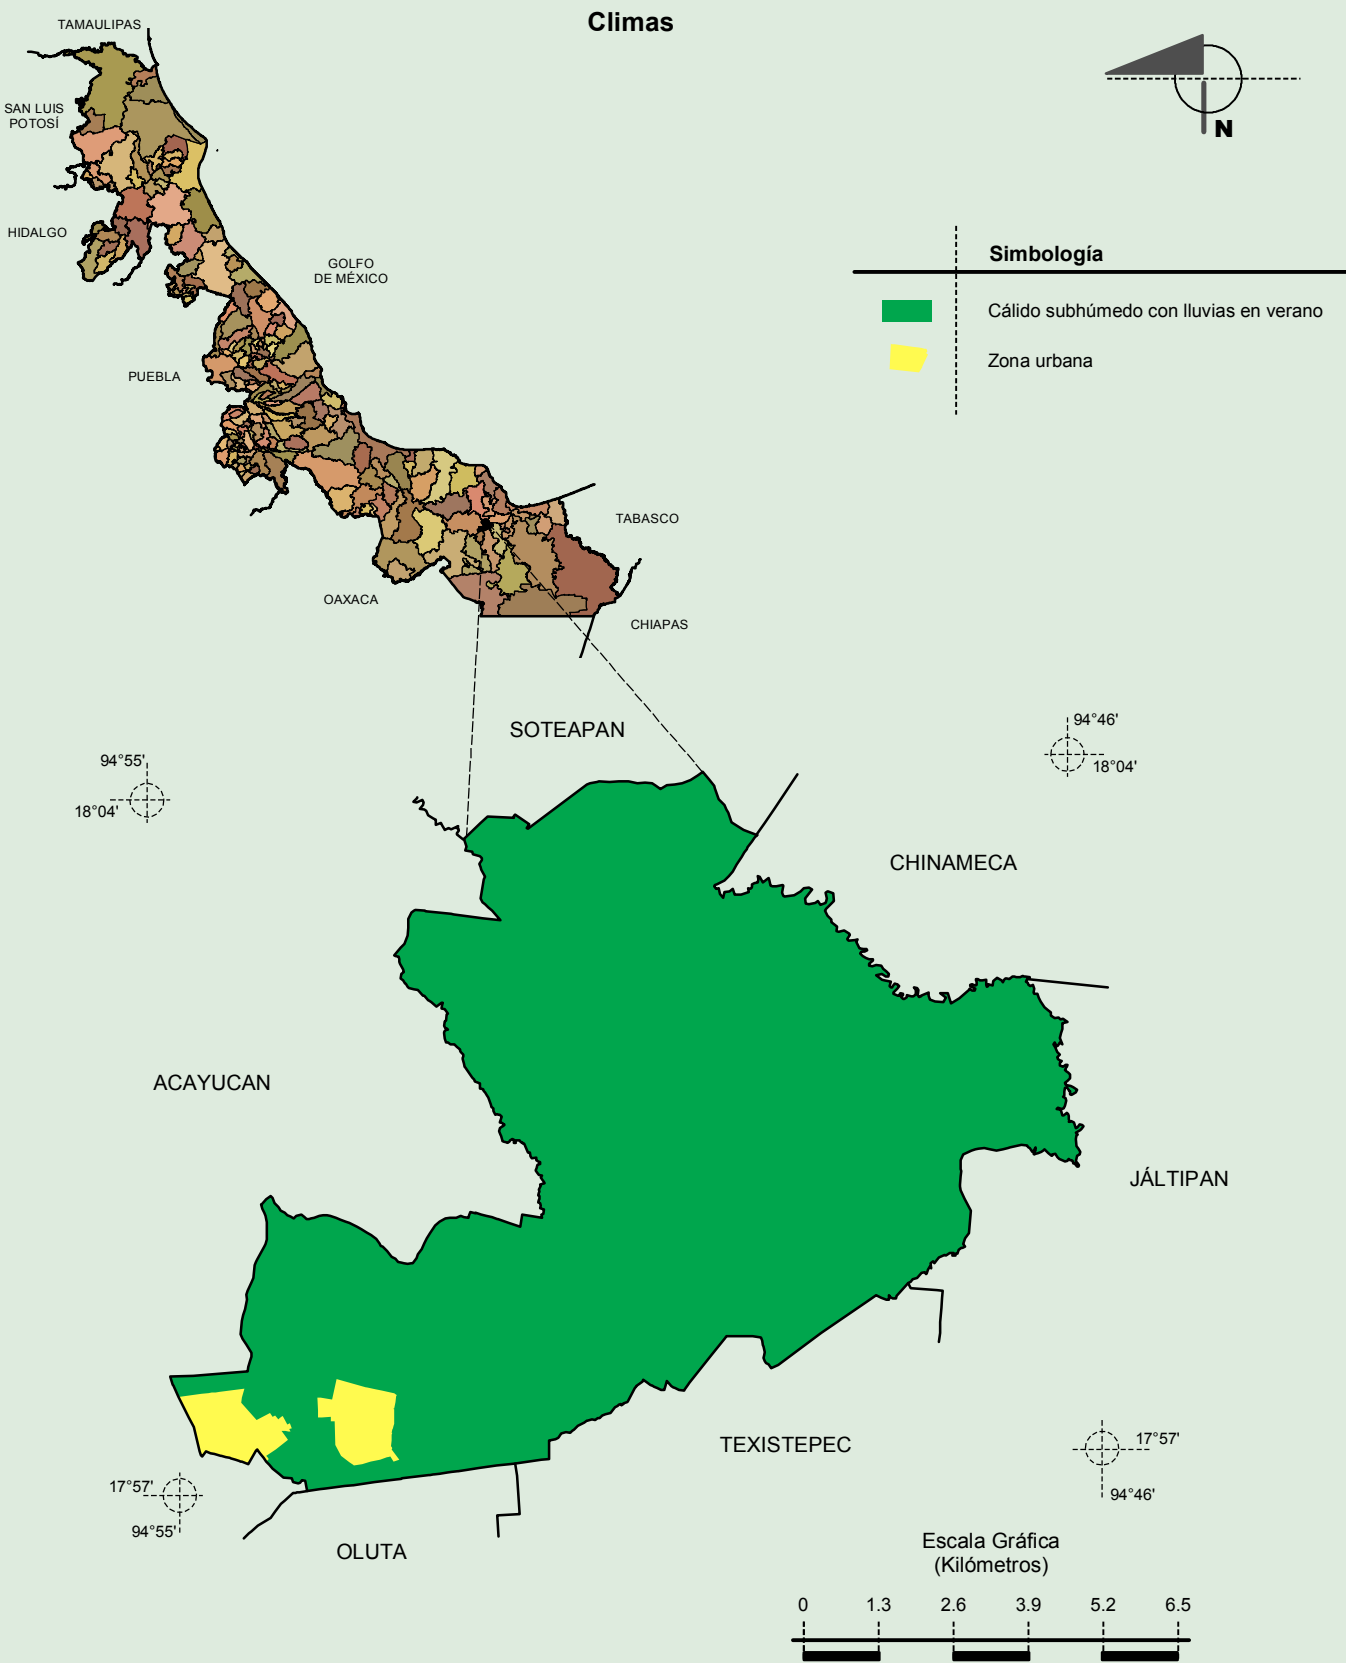 Climas
TAMAULIPAS
SAN LUIS
POTOSÍ
HIDALGO
GOLFO
DE MÉXICO
PUEBLA
TABASCO
OAXACA
CHIAPAS
N
Simbología
Cálido subhúmedo con lluvias en verano
Zona urbana
SOTEAPAN
94°55'
18°04'
94°46'
18°04'
CHINAMECA
ACAYUCAN
JÁLTIPAN
TEXISTEPEC
17°57'
94°55'
17°57'
94°46'
OLUTA
Escala Gráfica
(Kilómetros)
0 1.3 2.6 3.9 5.2 6.5